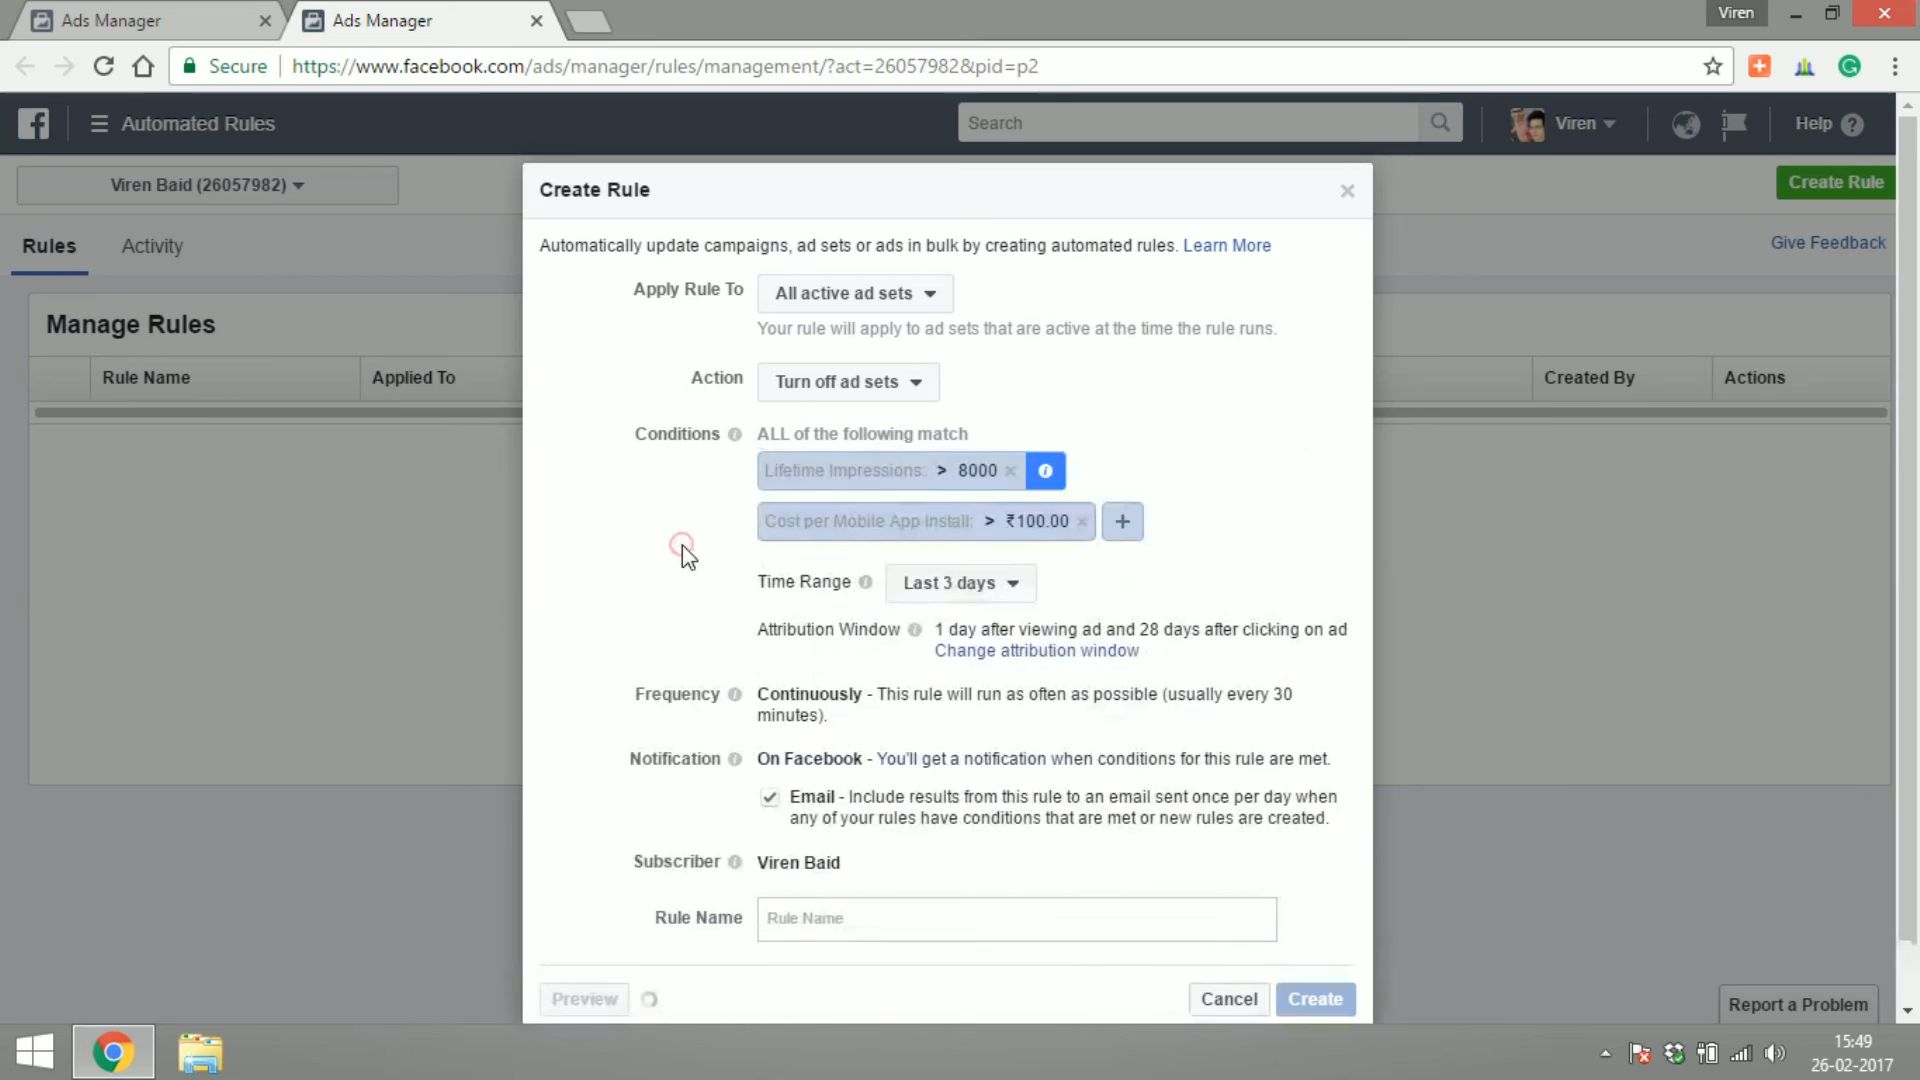 Ads Manager
Ads Manager
Viren
Secure
https://www.facebook.com/ads/manager/rules/management/?act=26057982&pid=p2
Automated Rules
Search
Viren
Help
Viren Baid (26057982)
Create Rule
Rules
Activity
Give Feedback
Manage Rules
Rule Name
Applied To
Created By
Actions
Create Rule
Automatically update campaigns, ad sets or ads in bulk by creating automated rules. Learn More
Apply Rule To
All active ad sets
Your rule will apply to ad sets that are active at the time the rule runs.
Action
Turn off ad sets
Conditions
ALL of the following match
Lifetime Impressions: > 8000
Cost per Mobile App Install: > ₹100.00
Time Range
Last 3 days
Attribution Window
1 day after viewing ad and 28 days after clicking on ad
Change attribution window
Frequency
Continuously - This rule will run as often as possible (usually every 30
minutes).
Notification
On Facebook - You'll get a notification when conditions for this rule are met.
Email - Include results from this rule to an email sent once per day when
any of your rules have conditions that are met or new rules are created.
Subscriber
Viren Baid
Rule Name
Rule Name
Preview
Cancel
Create
Report a Problem
15:49
26-02-2017